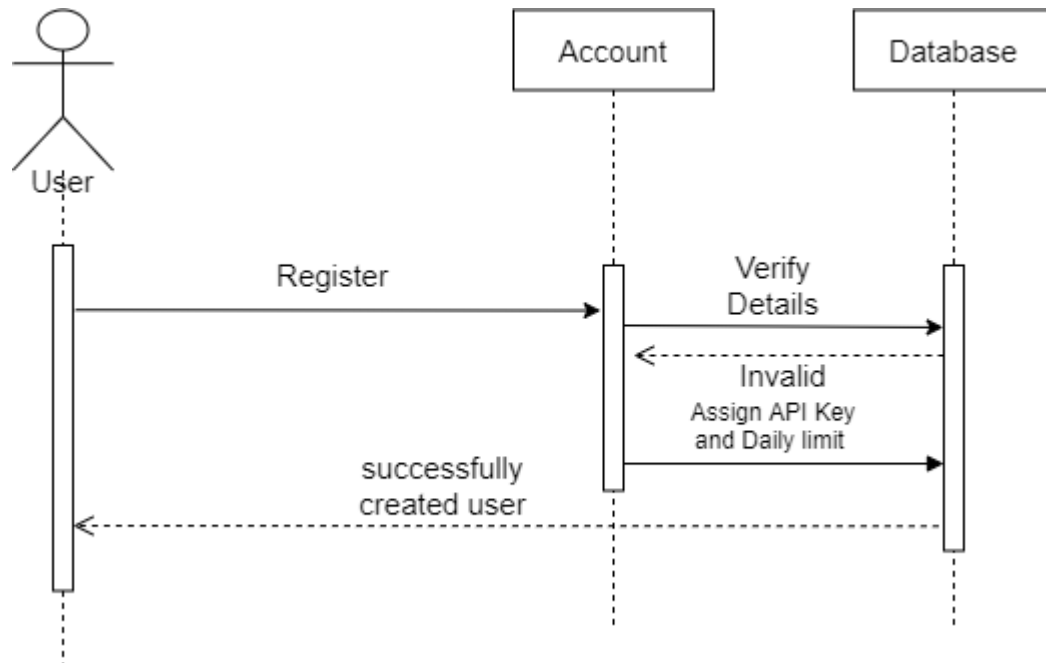 Account
Database
User
Register
Verify
Details
Invalid
Assign API Key
and Daily limit
successfully
created user